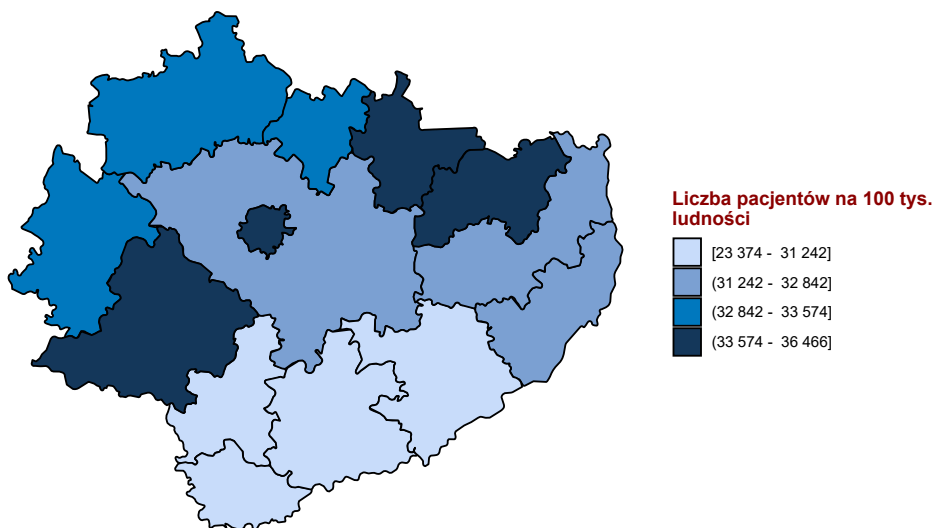 Liczba pacjentów na 100 tys.
ludności
[23 374 - 31 242]
(31 242 - 32 842]
(32 842 - 33 574]
(33 574 - 36 466]